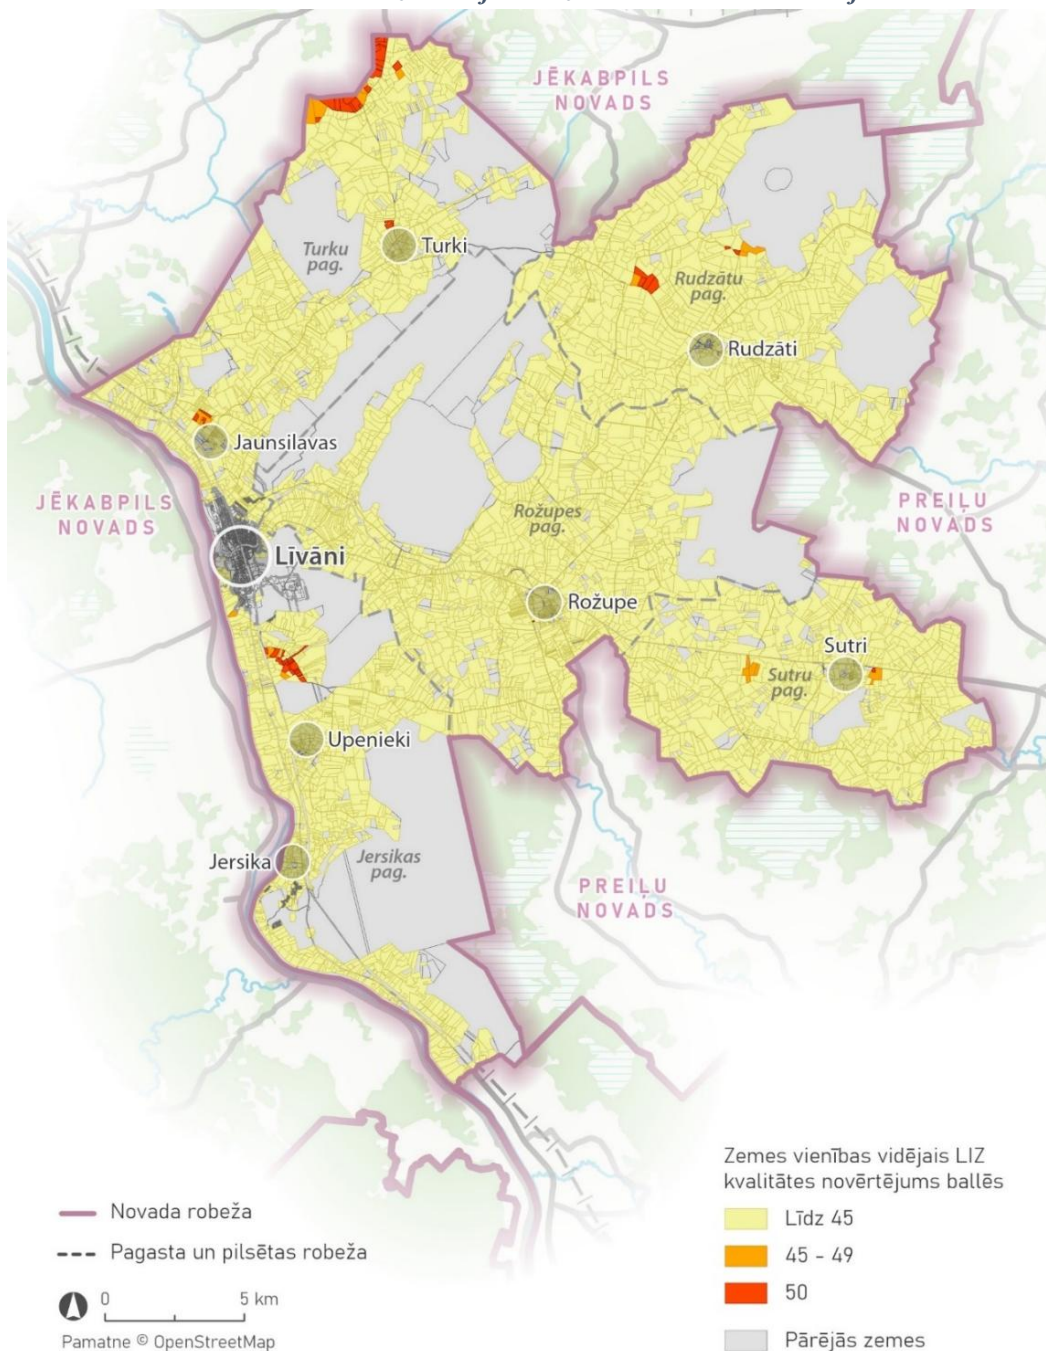 JĒKABPILS
NOVADS
Turku
pag.
Turki
Rudzātu
pag.
Rudzāti
Jaunsilavas
JĒKABPILS
NOVADS
Rožupes
pag.
PREIĻU
NOVADS
Līvāni
Rožupe
Sutri
Sutru
pag.
Upenieki
Jersika
Jersikas
pag.
PREIĻU
NOVADS
Zemes vienības vidējais LIZ
kvalitātes novērtējums ballēs
Līdz 45
45 - 49
50
Pārējās zemes
Novada robeža
Pagasta un pilsētas robeža
0 5 km
Pamatne © OpenStreetMap